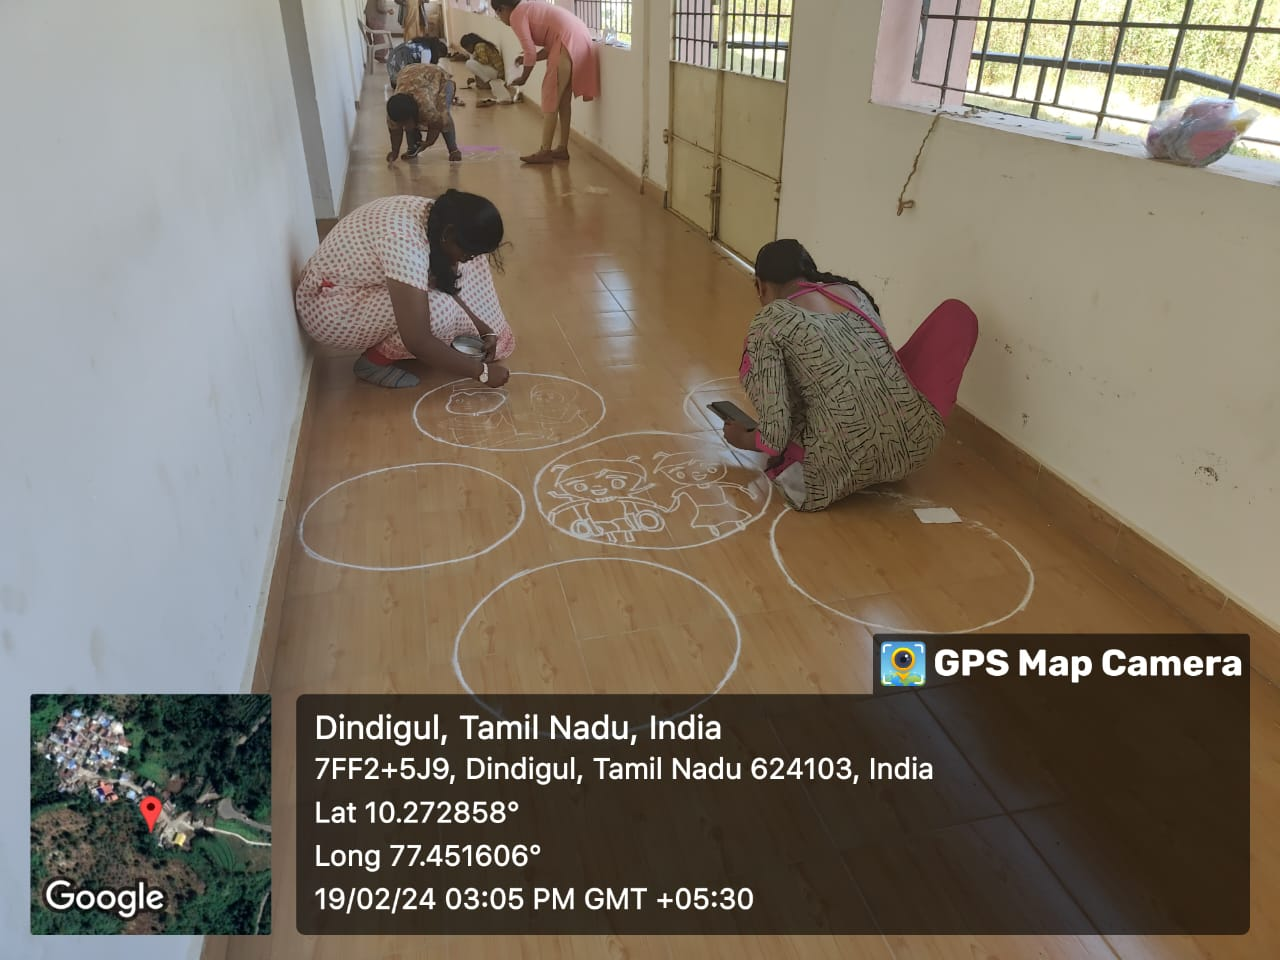 GPS Map Camera
Dindigul, Tamil Nadu, India
7FF2+5J9, Dindigul, Tamil Nadu 624103, India
Lat 10.272858°
Long 77.451606°
19/02/24 03:05 PM GMT +05:30
Google